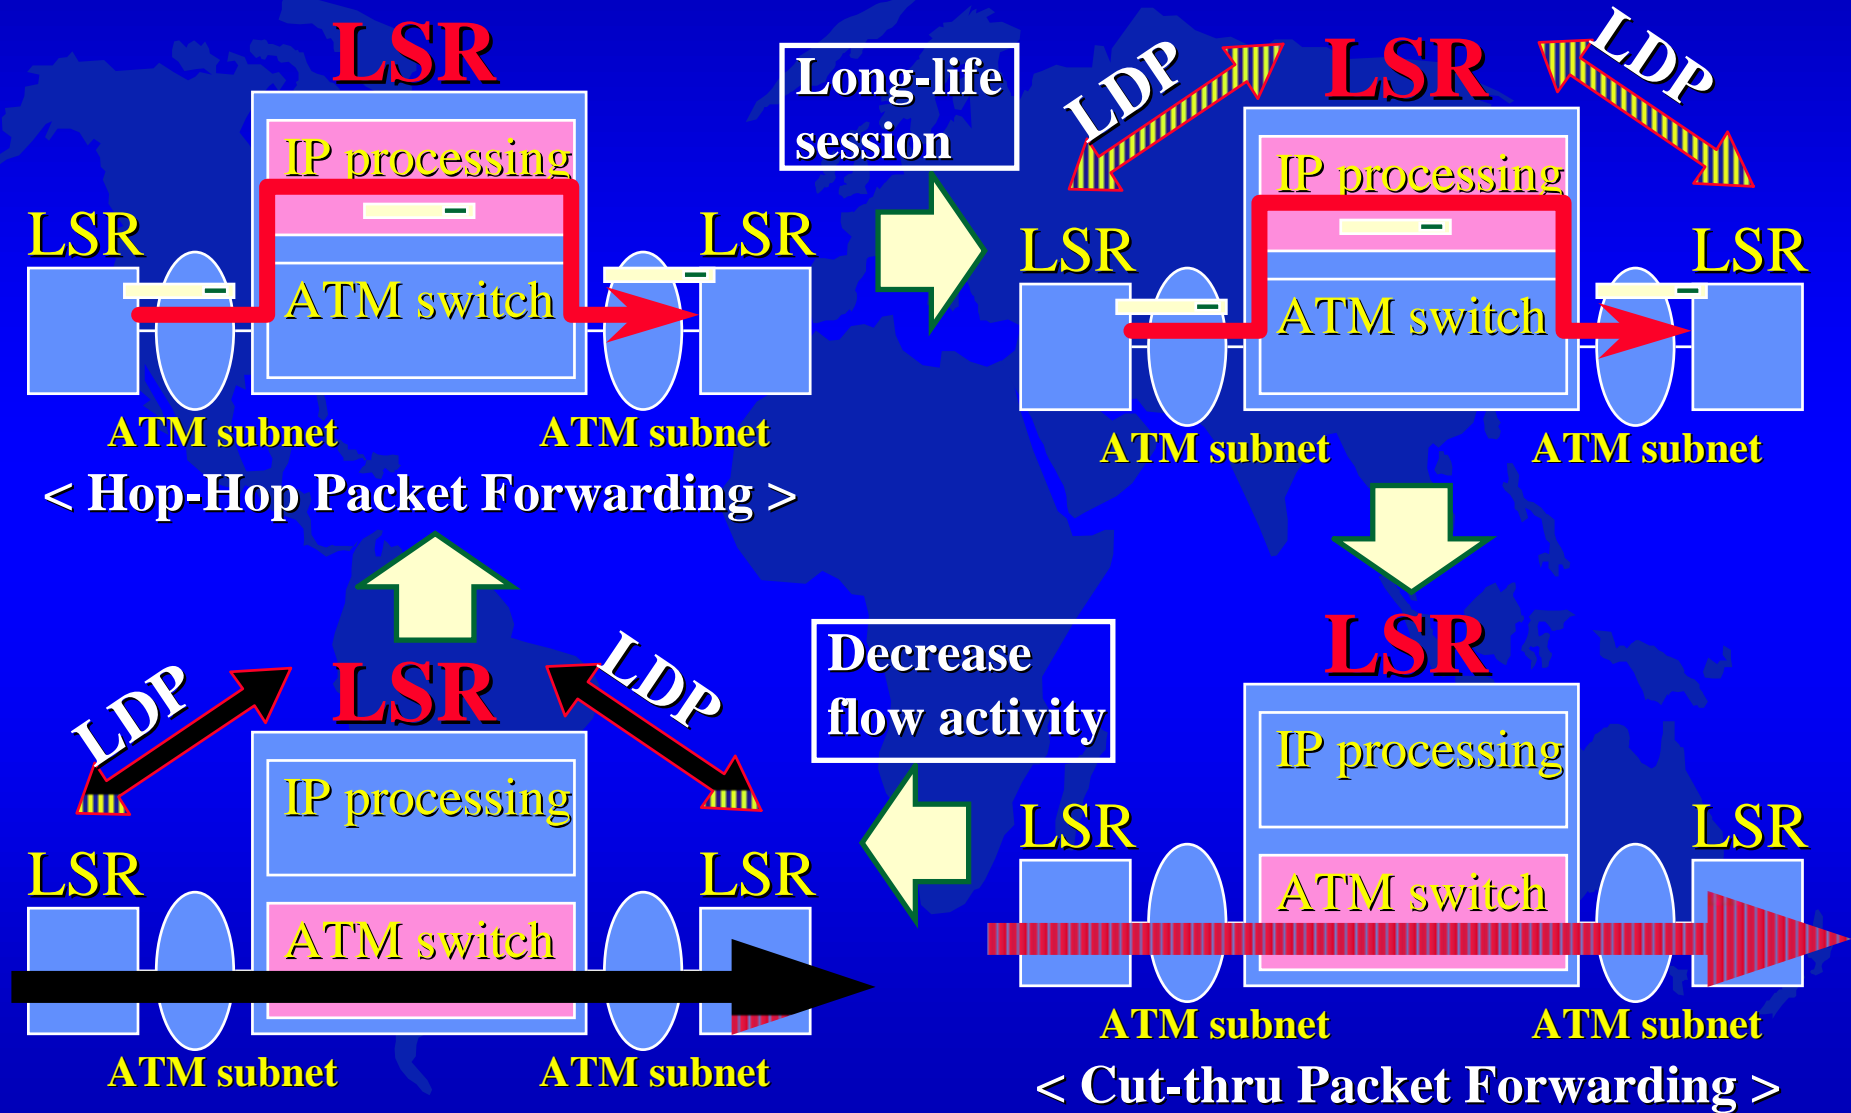 LSR
IP processing
LSR
LSR
ATM switch
ATM subnet
ATM subnet
< Hop-Hop Packet Forwarding >
Long-life
session
LDP
LSR
LDP
IP processing
LSR
LSR
ATM switch
ATM subnet
ATM subnet
LSR
IP processing
LSR
LSR
ATM switch
ATM subnet
ATM subnet
< Cut-thru Packet Forwarding >
Decrease
flow activity
LDP
LSR
LDP
IP processing
LSR
LSR
ATM switch
ATM subnet
ATM subnet